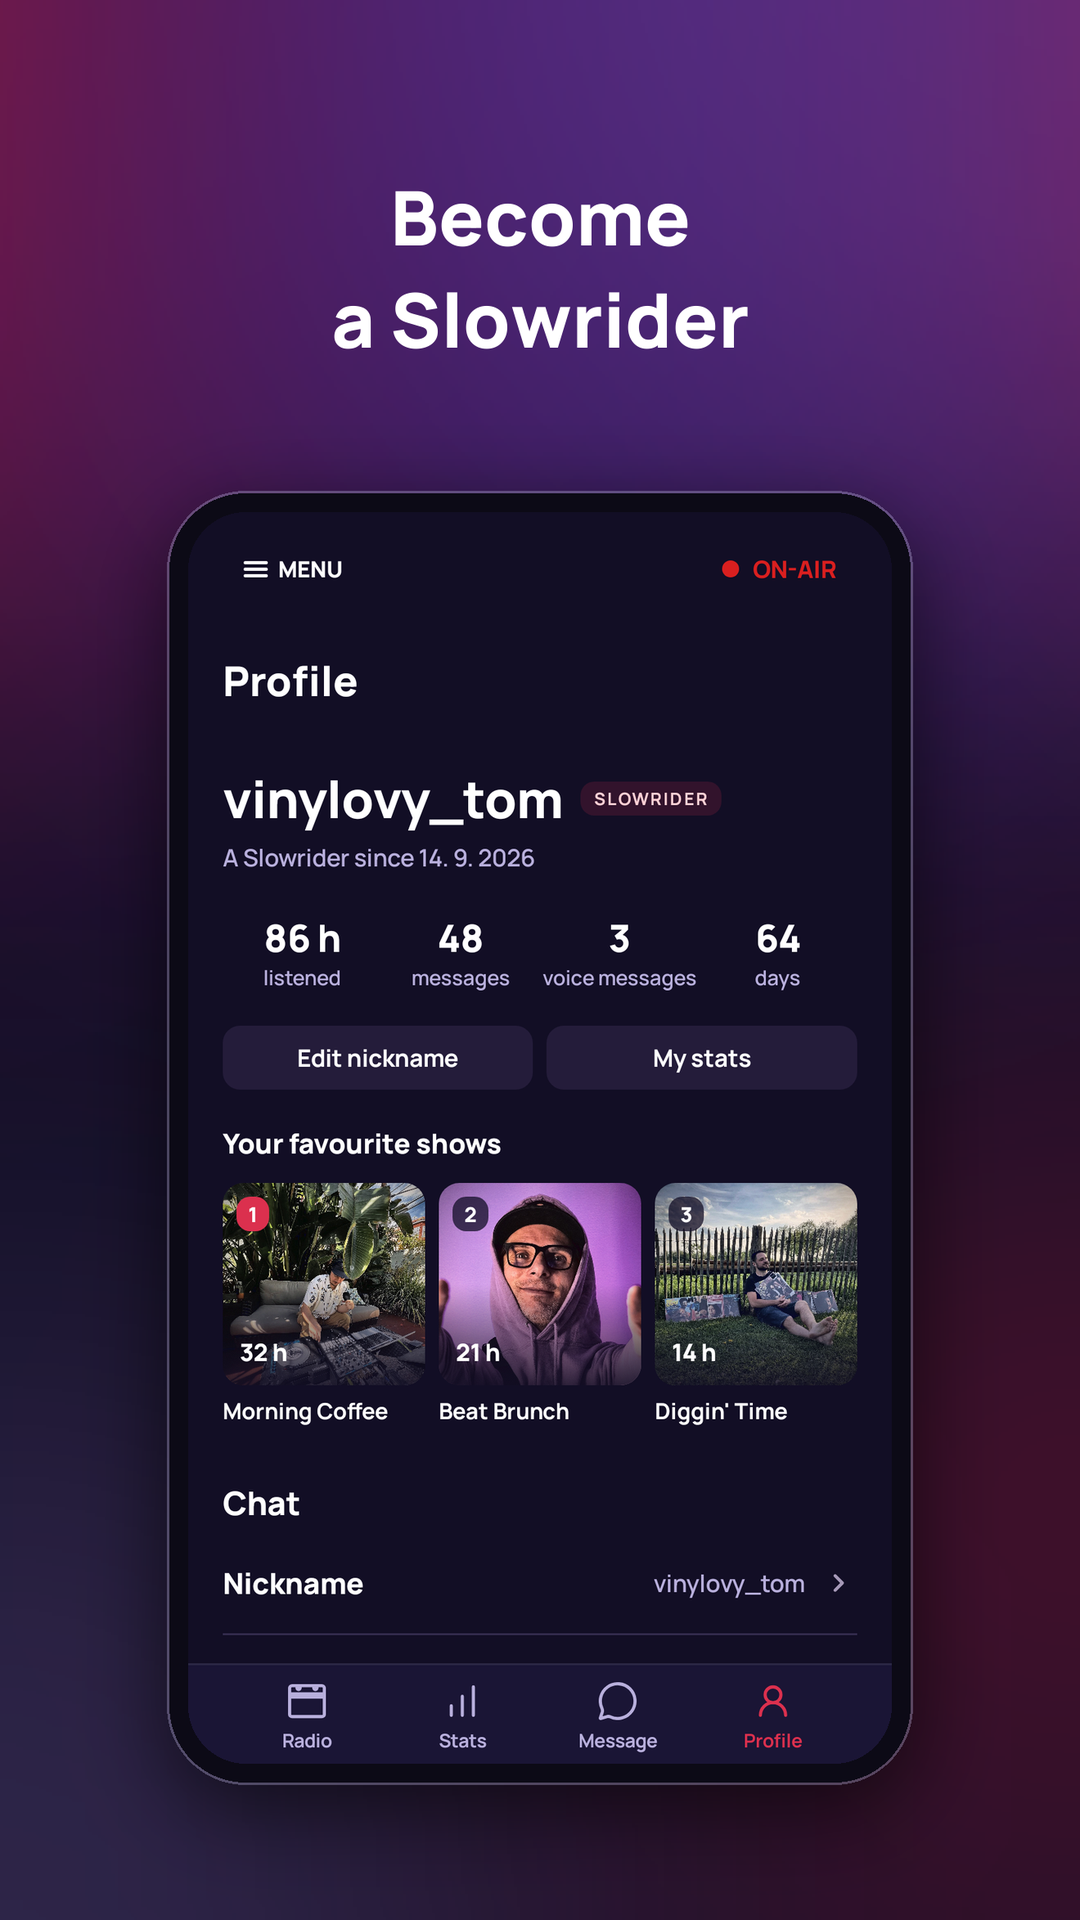 Become
a Slowrider
MENU
ON-AIR
Profile
vinylovy_tom SLOWRIDER
A Slowrider since 14. 9. 2026
86 h 48 3 64
listened messages voice messages days
Edit nickname My stats
Your favourite shows
1 2 3
32 h 21 h 14 h
Morning Coffee Beat Brunch Diggin' Time
Chat
Nickname vinylovy_tom
Radio Stats Message Profile